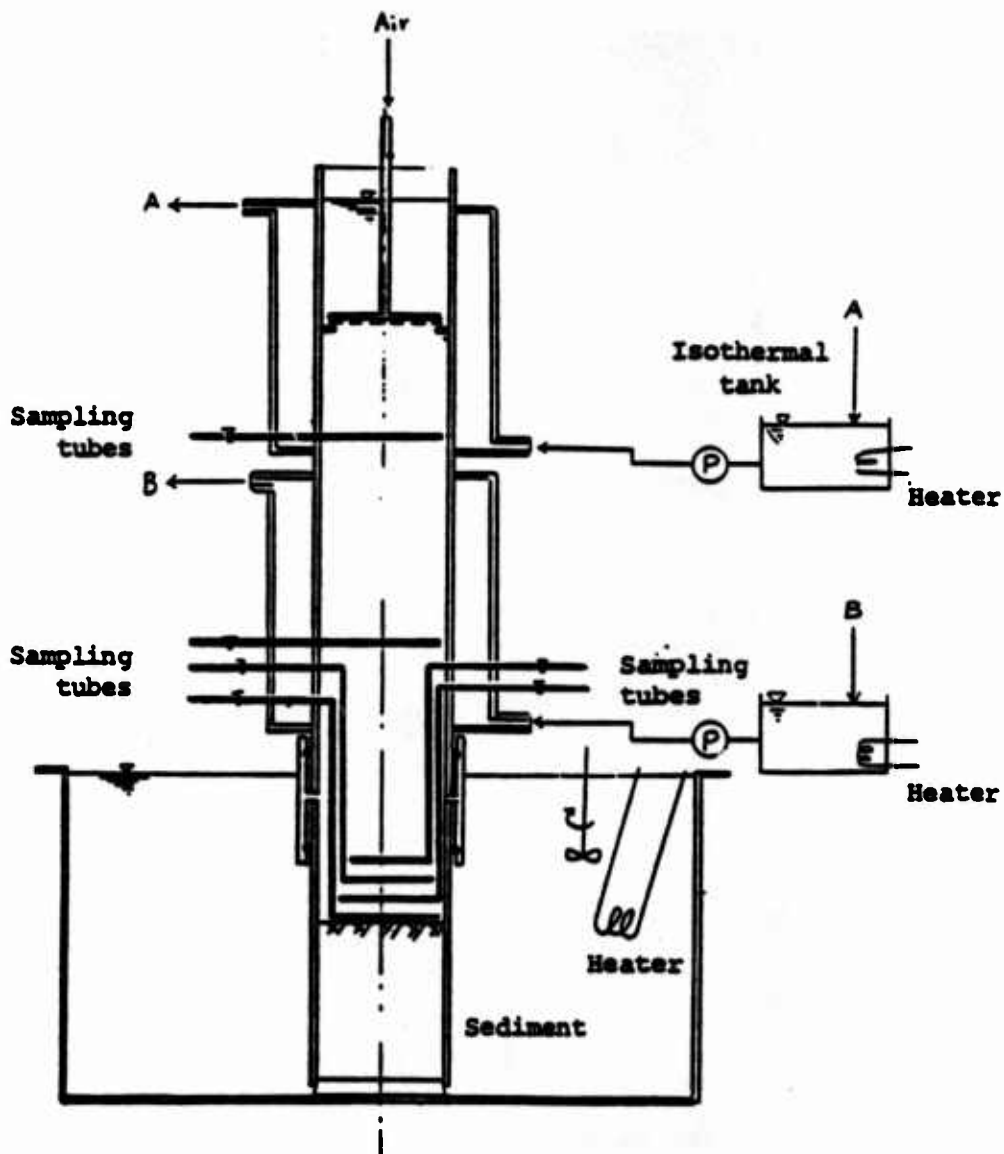 Air
A
A
Isothermal
tank
Sampling
tubes
P
Heater
B
B
Sampling
tubes
Sampling
tubes
P
Heater
Heater
Sediment